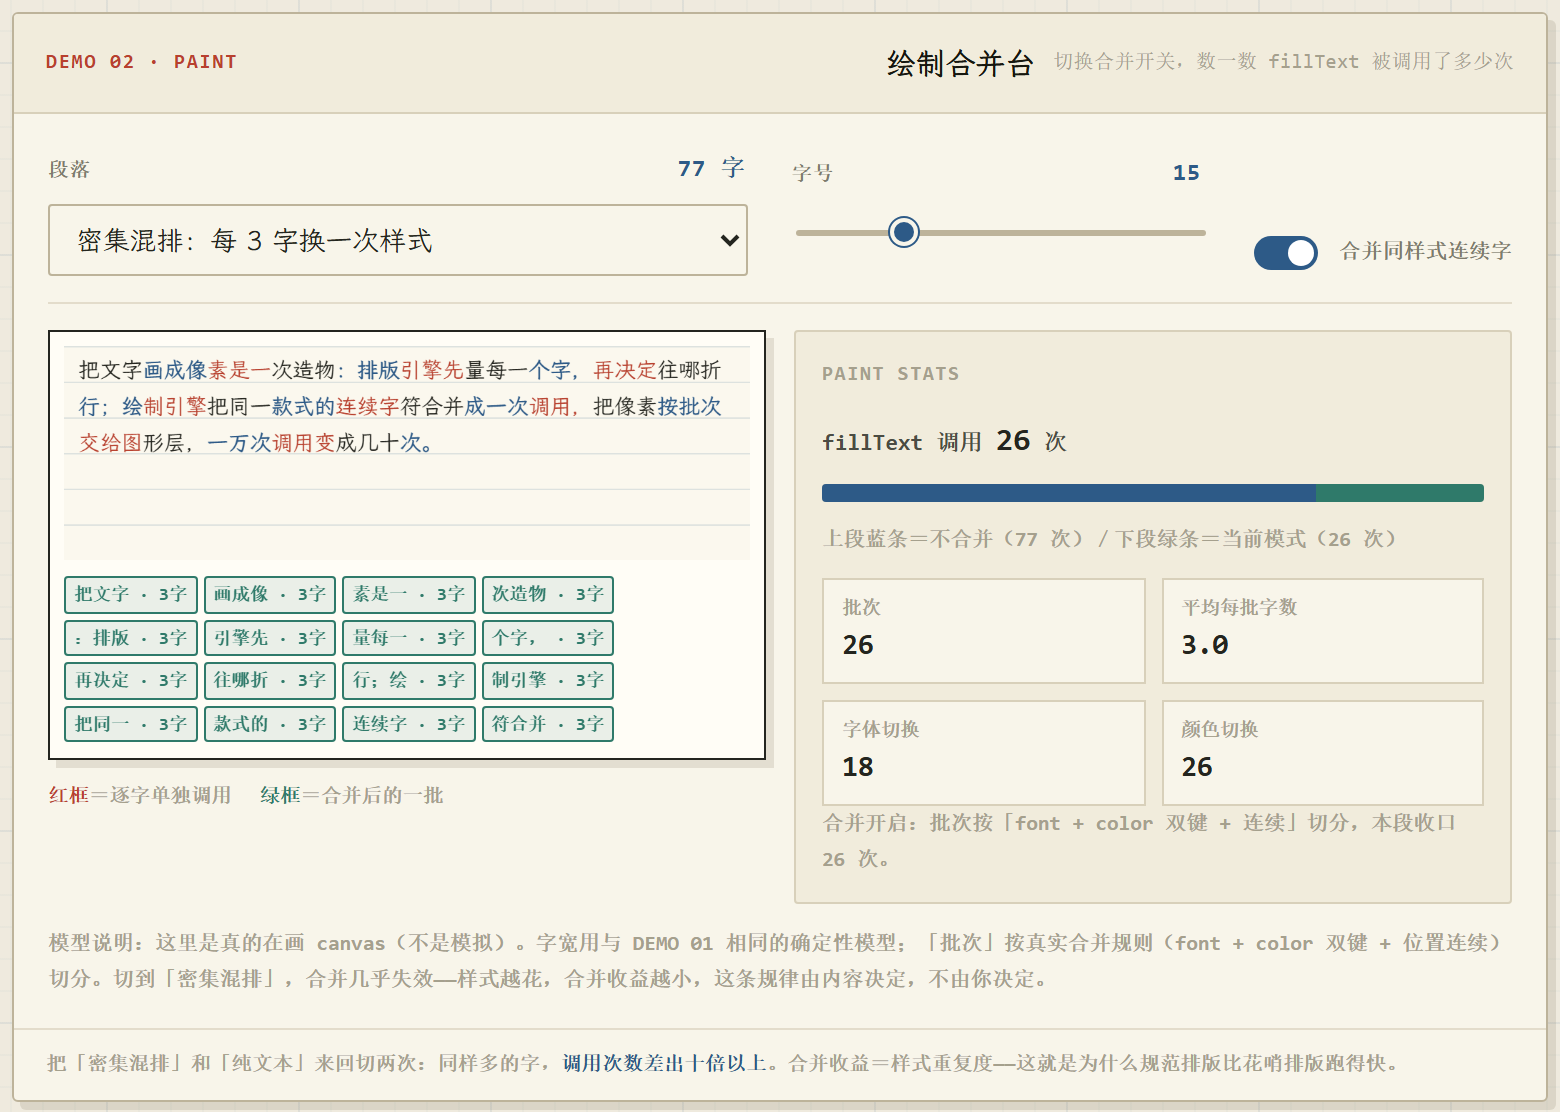 DEMO 02 · PAINT
绘制合并台 切换合并开关，数一数 fillText 被调用了多少次
段落 77 字
密集混排：每 3 字换一次样式
字号 15
合并同样式连续字
把文字画成像素是一次造物：排版引擎先量每一个字，再决定往哪折
行；绘制引擎把同一款式的连续字符合并成一次调用，把像素按批次
交给图形层，一万次调用变成几十次。
把文字 · 3字
画成像 · 3字
素是一 · 3字
次造物 · 3字
：排版 · 3字
引擎先 · 3字
量每一 · 3字
个字， · 3字
再决定 · 3字
往哪折 · 3字
行；绘 · 3字
制引擎 · 3字
把同一 · 3字
款式的 · 3字
连续字 · 3字
符合并 · 3字
红框＝逐字单独调用 绿框＝合并后的一批
PAINT STATS
fillText 调用 26 次
上段蓝条＝不合并（77 次） / 下段绿条＝当前模式（26 次）
批次
26
平均每批字数
3.0
字体切换
18
颜色切换
26
合并开启：批次按「font + color 双键 + 连续」切分，本段收口
26 次。
模型说明：这里是真的在画 canvas（不是模拟）。字宽用与 DEMO 01 相同的确定性模型；「批次」按真实合并规则（font + color 双键 + 位置连续）
切分。切到「密集混排」，合并几乎失效——样式越花，合并收益越小，这条规律由内容决定，不由你决定。
把「密集混排」和「纯文本」来回切两次：同样多的字，调用次数差出十倍以上。合并收益＝样式重复度——这就是为什么规范排版比花哨排版跑得快。